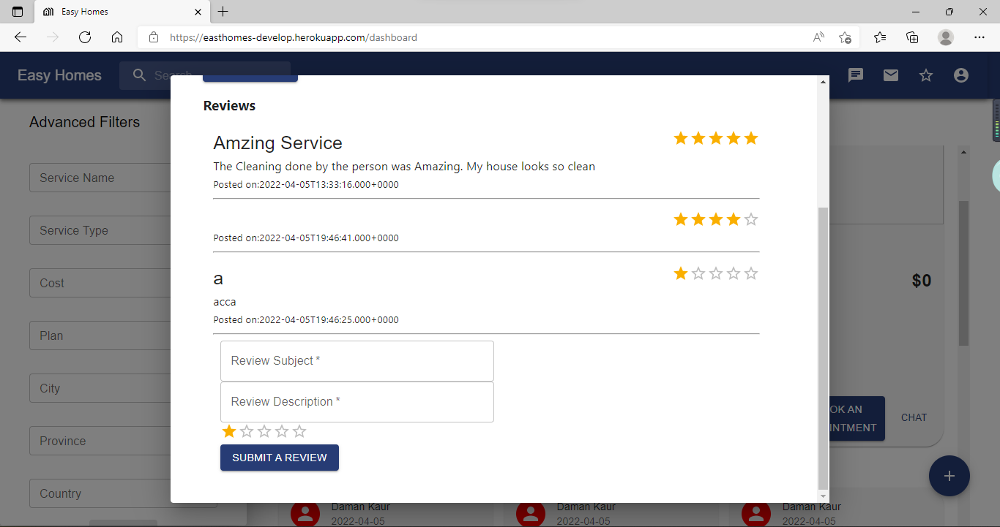 Easy Homes
https://easthomes-develop.herokuapp.com/dashboard
Easy Homes
Search
Advanced Filters
Service Name
Service Type
Cost
Plan
City
Province
Country
Reviews
Amzing Service
The Cleaning done by the person was Amazing. My house looks so clean
Posted on:2022-04-05T13:33:16.000+0000
Posted on:2022-04-05T19:46:41.000+0000
a
acca
Posted on:2022-04-05T19:46:25.000+0000
Review Subject *
Review Description *
SUBMIT A REVIEW
$0
OK AN
INTMENT
CHAT
+
Daman Kaur
2022-04-05
Daman Kaur
2022-04-05
Daman Kaur
2022-04-05